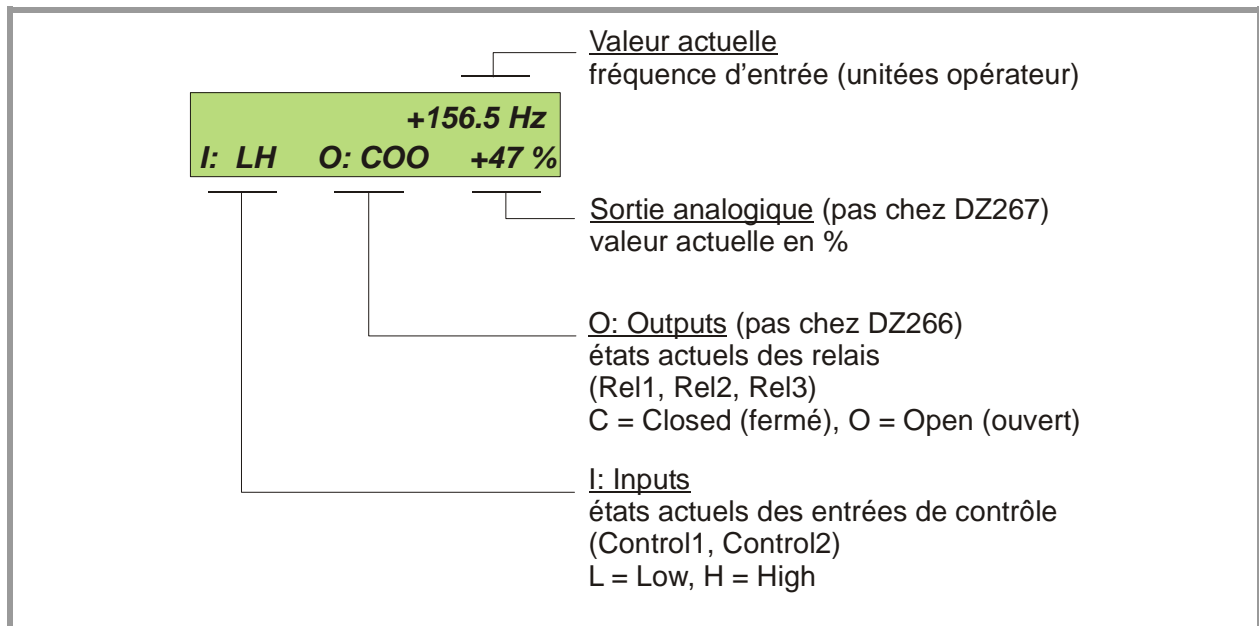 Valeur actuelle
fréquence d'entrée (unitées opérateur)
+156.5 Hz
I: LH O: COO +47 %
Sortie analogique (pas chez DZ267)
valeur actuelle en %
O: Outputs (pas chez DZ266)
états actuels des relais
(Rel1, Rel2, Rel3)
C = Closed (fermé), O = Open (ouvert)
I: Inputs
états actuels des entrées de contrôle
(Control1, Control2)
L = Low, H = High